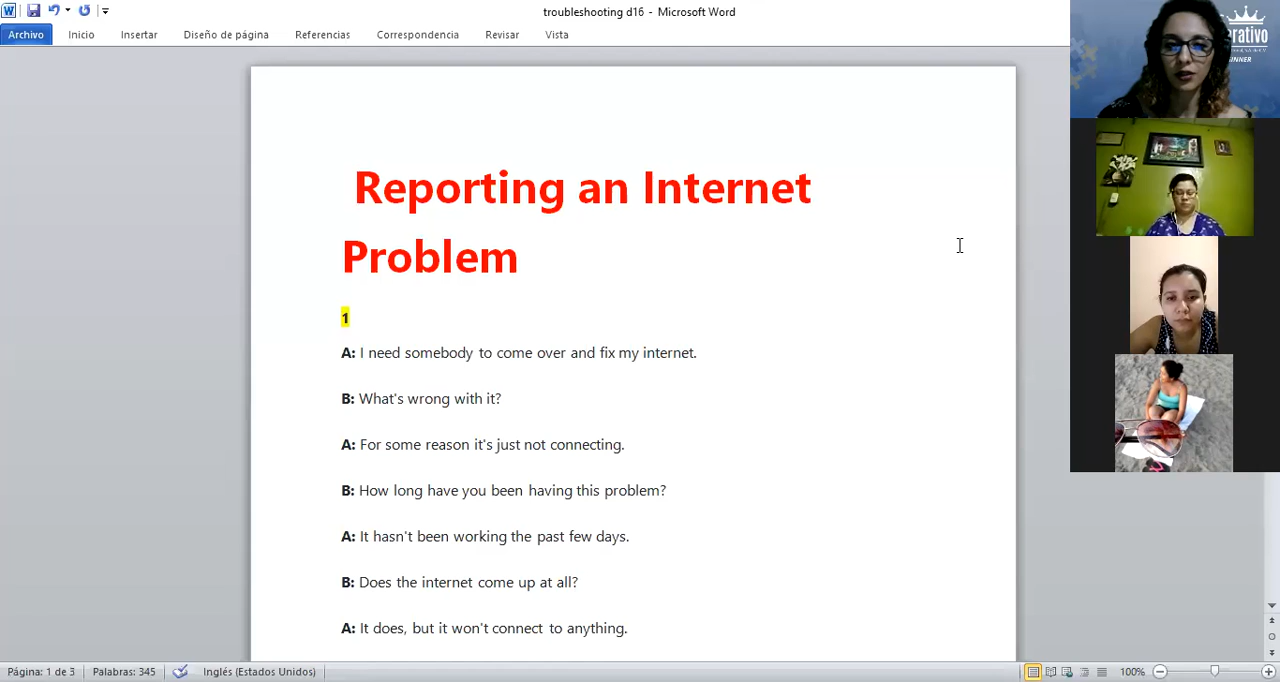 troubleshooting d16 - Microsoft Word
Archivo Inicio Insertar Diseño de página Referencias Correspondencia Revisar Vista
Reporting an Internet
Problem
1
A: I need somebody to come over and fix my internet.
B: What's wrong with it?
A: For some reason it's just not connecting.
B: How long have you been having this problem?
A: It hasn't been working the past few days.
B: Does the internet come up at all?
A: It does, but it won't connect to anything.
Página: 1 de 3 Palabras: 345 Inglés (Estados Unidos) 100%